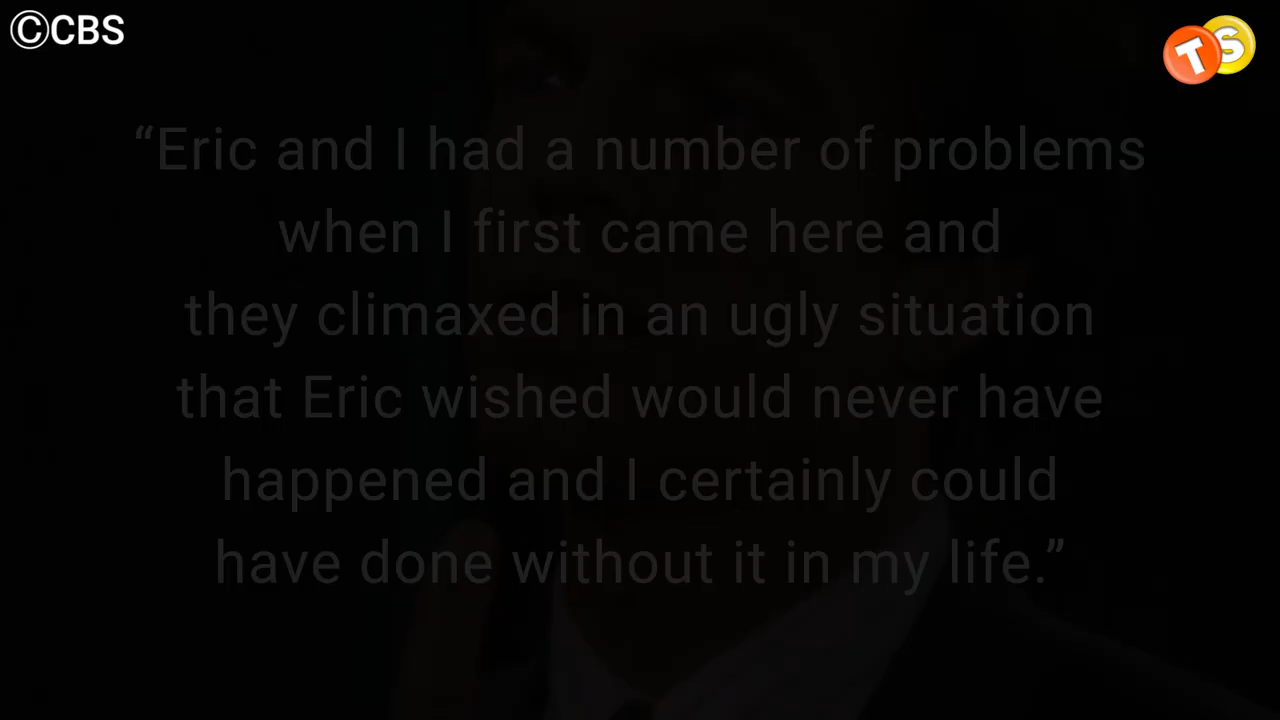 ©CBS
TS
“Eric and I had a number of problems
when I first came here and
they climaxed in an ugly situation
that Eric wished would never have
happened and I certainly could
have done without it in my life.”